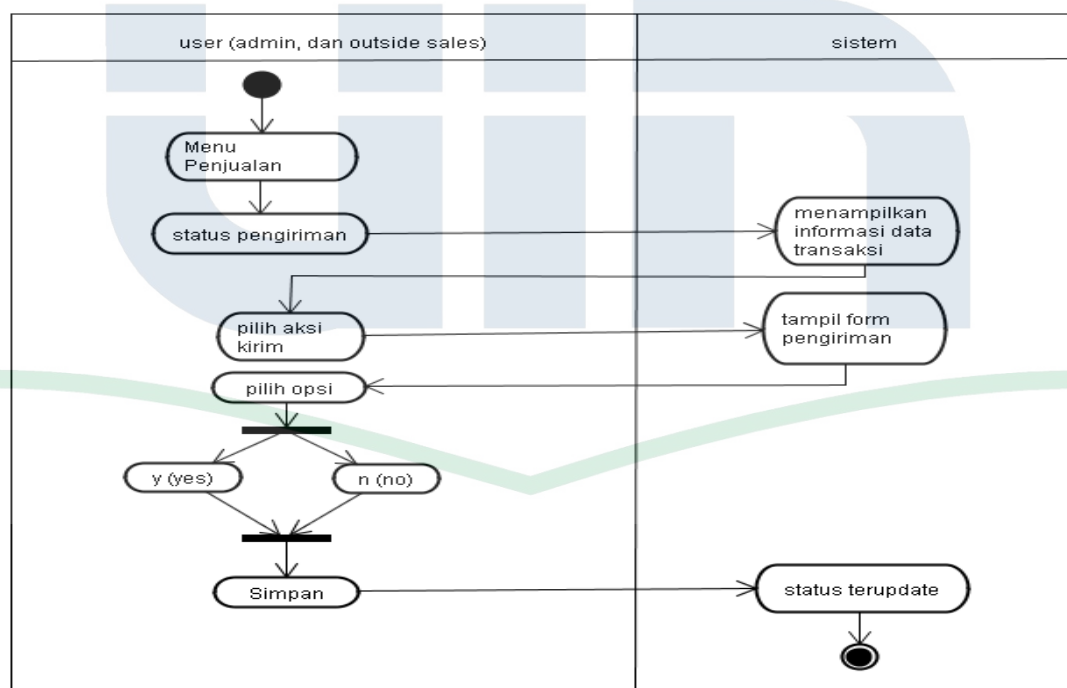 user (admin, dan outside sales)
sistem
Menu
Penjualan
status pengiriman
menampilkan
informasi data
transaksi
pilih aksi
kirim
tampil form
pengiriman
pilih opsi
y (yes)
n (no)
Simpan
status terupdate